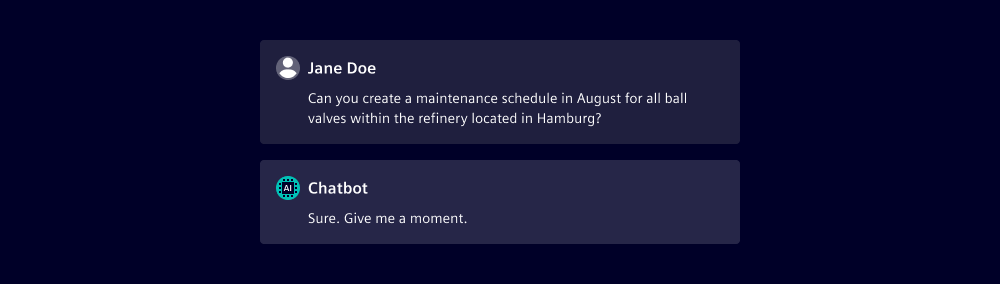 Jane Doe
Can you create a maintenance schedule in August for all ball
valves within the refinery located in Hamburg?
AI
Chatbot
Sure. Give me a moment.